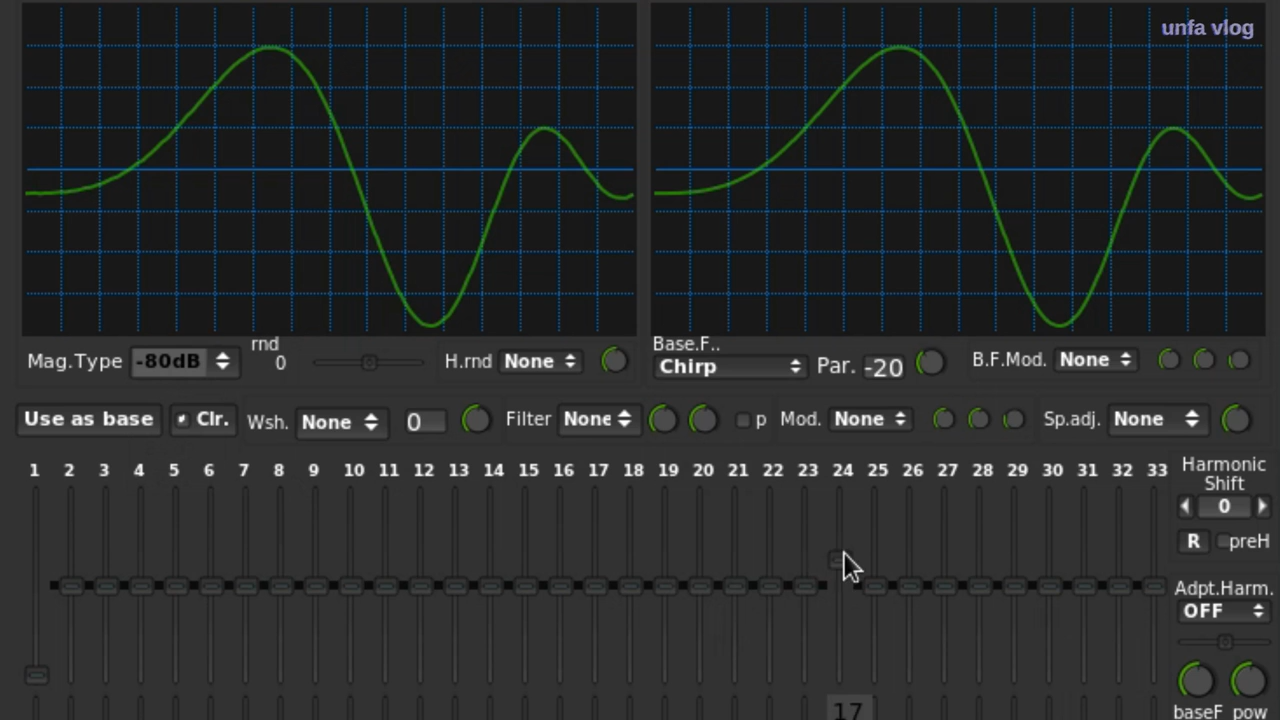 unfa vlog
Mag.Type -80dB rnd 0 H.rnd None
Base.F.. Chirp Par. -20 B.F.Mod. None
Use as base Clr. Wsh. None 0 Filter None p Mod. None Sp.adj. None
1 2 3 4 5 6 7 8 9 10 11 12 13 14 15 16 17 18 19 20 21 22 23 24 25 26 27 28 29 30 31 32 33
Harmonic
Shift
0
R preH
Adpt.Harm.
OFF
17
baseF pow